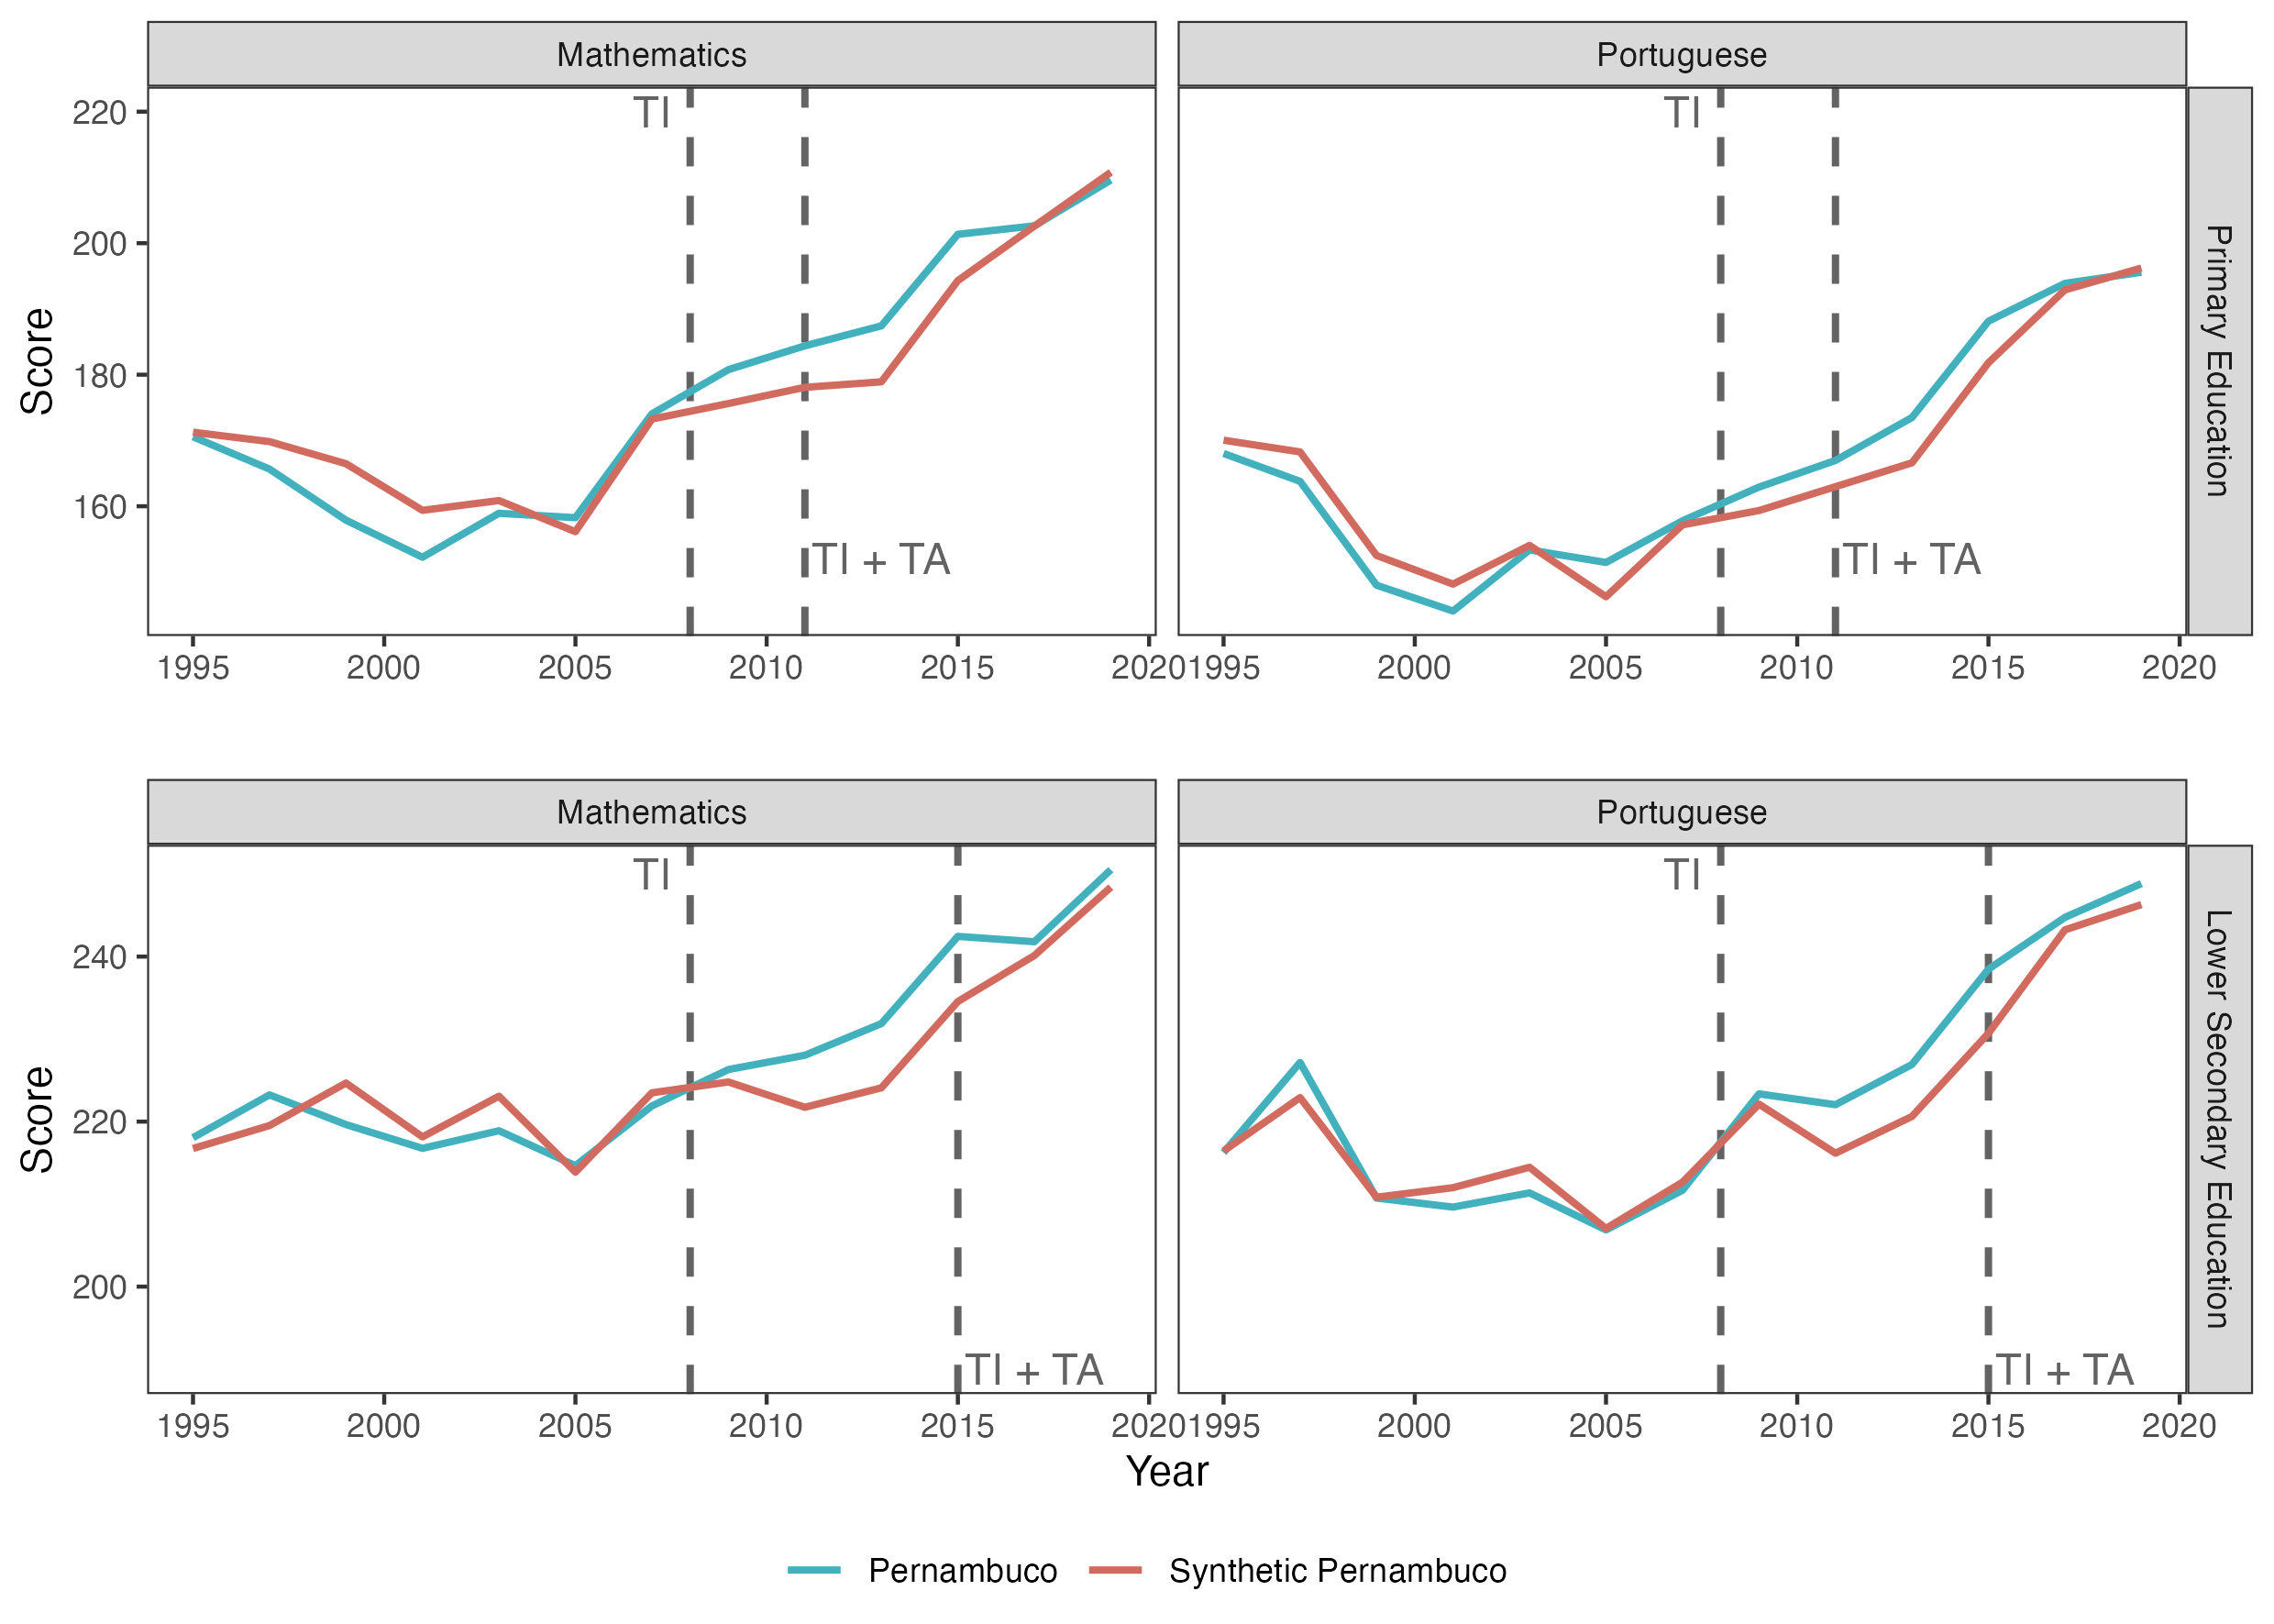 Mathematics
Portuguese
TI
TI
220
200
180
160
Score
Primary Education
TI + TA
TI + TA
1995 2000 2005 2010 2015 2020
1995 2000 2005 2010 2015 2020
Mathematics
Portuguese
TI
TI
240
220
200
Score
Lower Secondary Education
TI + TA
TI + TA
1995 2000 2005 2010 2015 2020
1995 2000 2005 2010 2015 2020
Year
Pernambuco
Synthetic Pernambuco